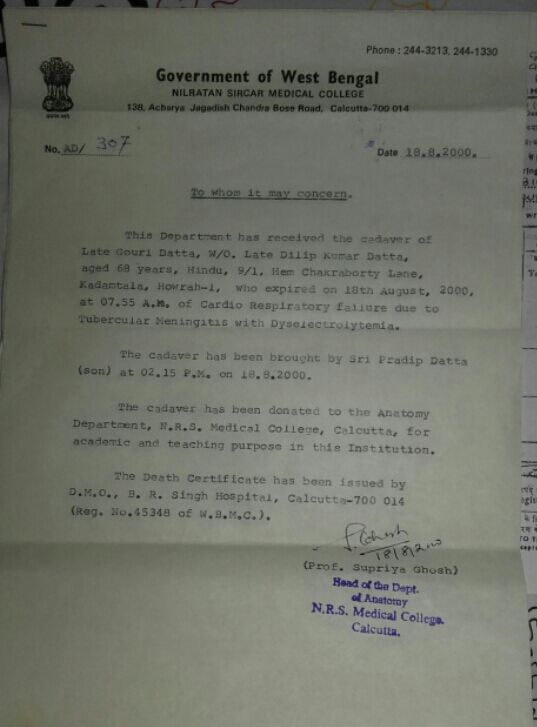 Phone : 244-3213, 244-1330
Government of West Bengal
NILRATAN SIRCAR MEDICAL COLLEGE
138, Acharya Jagadish Chandra Bose Road, Calcutta-700 014
No. AD/ 307
Date 18.8.2000.
To whom it may concern.
This Department has received the cadaver of
Late Gouri Datta, W/O. Late Dilip Kumar Datta,
aged 68 years, Hindu, 9/1, Hem Chakraborty Lane,
Kadamtala, Howrah-1, who expired on 18th August, 2000,
at 07.55 A.M. of Cardio Respiratory failure due to
Tubercular Meningitis with Dyselectrolytemia.
The cadaver has been brought by Sri Pradip Datta
(son) at 02.15 P.M. on 18.8.2000.
The cadaver has been donated to the Anatomy
Department, N.R.S. Medical College, Calcutta, for
academic and teaching purpose in this Institution.
The Death Certificate has been issued by
D.M.O., B. R. Singh Hospital, Calcutta-700 014
(Reg. No.45348 of W.B.M.C.).
S. Ghosh
18/8/2000
(Prof. Supriya Ghosh)
Head of the Dept.
of Anatomy
N.R.S. Medical College.
Calcutta.